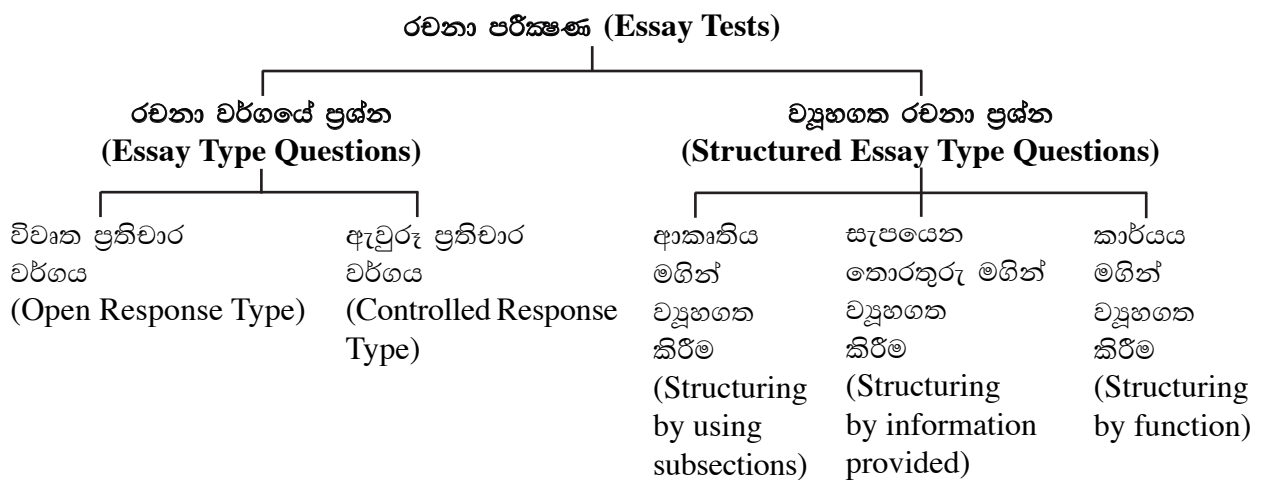 රචනා පරීක්ෂණ (Essay Tests)
රචනා වර්ගයේ ප්‍රශ්න
(Essay Type Questions)
ව්‍යූහගත රචනා ප්‍රශ්න
(Structured Essay Type Questions)
විවෘත ප්‍රතිචාර
වර්ගය
(Open Response Type)
ඇවුරූ ප්‍රතිචාර
වර්ගය
(Controlled Response
Type)
ආකෘතිය
මගින්
ව්‍යූහගත
කිරීම
(Structuring
by using
subsections)
සැපයෙන
තොරතුරු මගින්
ව්‍යූහගත
කිරීම
(Structuring
by information
provided)
කාර්යය
මගින්
ව්‍යූහගත
කිරීම
(Structuring
by function)